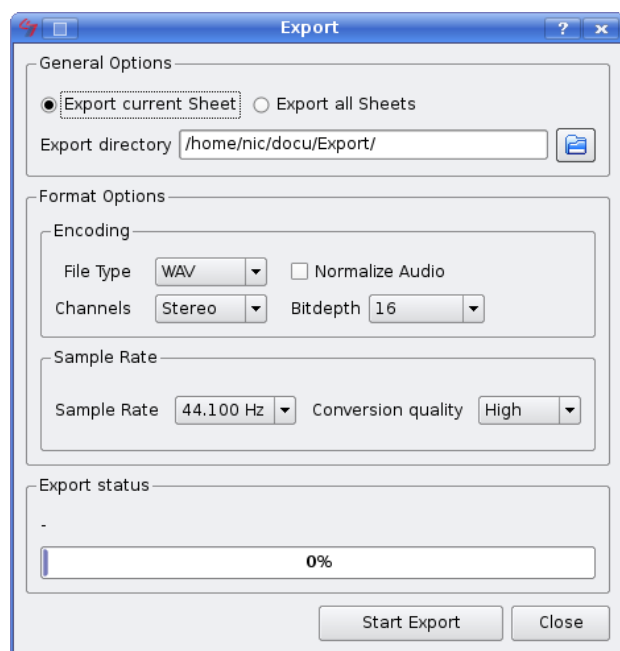 Export
?
x
General Options
Export current Sheet
Export all Sheets
Export directory /home/nic/docu/Export/
Format Options
Encoding
File Type WAV
Normalize Audio
Channels Stereo
Bitdepth 16
Sample Rate
Sample Rate 44.100 Hz
Conversion quality High
Export status
-
0%
Start Export
Close